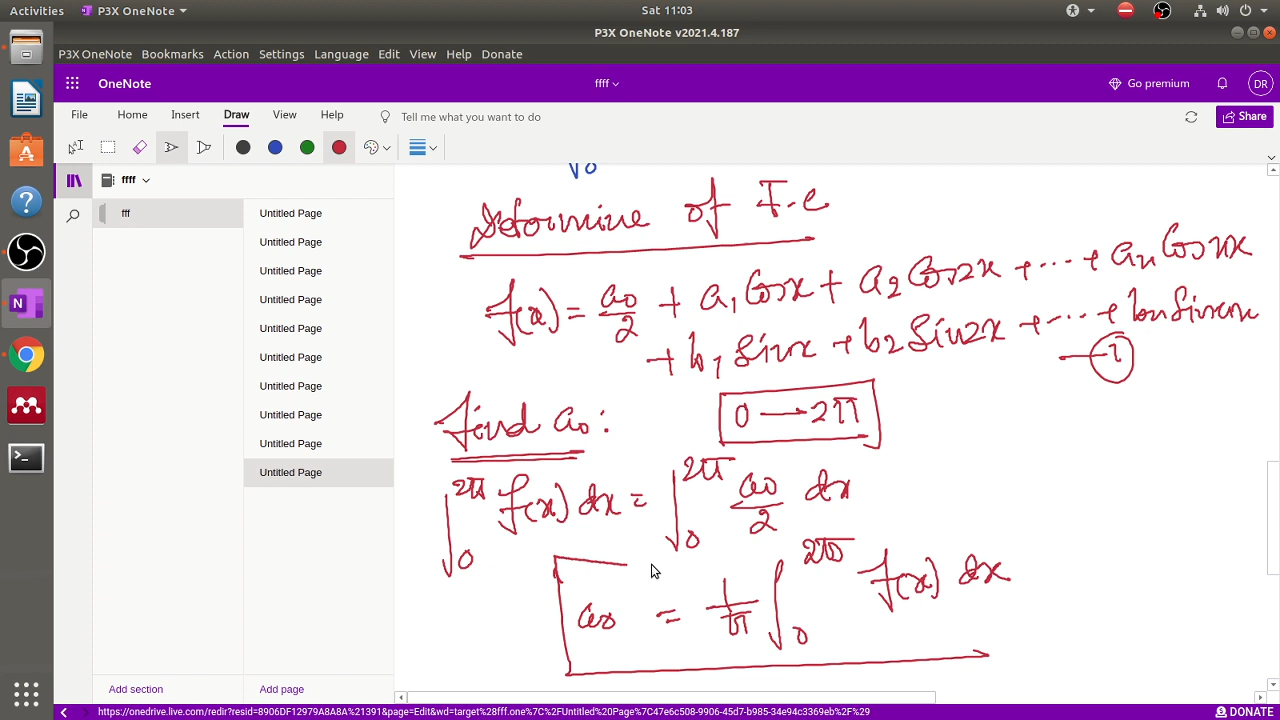 Activities P3X OneNote Sat 11:03
P3X OneNote v2021.4.187
P3X OneNote Bookmarks Action Settings Language Edit View Help Donate
OneNote ffff Go premium DR
File Home Insert Draw View Help Tell me what you want to do Share
ffff
fff
Untitled Page
Untitled Page
Untitled Page
Untitled Page
Untitled Page
Untitled Page
Untitled Page
Untitled Page
Untitled Page
Untitled Page
Add section Add page
∫0
Determine of F.C
f(x) = a0/2 + a1 Cosx + a2 Cos2x + ... + an Cosnx
+ b1 Sinx + b2 Sin2x + ... + bn Sinnx
— 1
Find a0: 0 → 2π
∫0^2π f(x) dx = ∫0^2π a0/2 dx
a0 = 1/π ∫0^2π f(x) dx
https://onedrive.live.com/redir?resid=8906DF12979A8A8A%21391&page=Edit&wd=target%28fff.one%7C%2FUntitled%20Page%7C47e6c508-9906-45d7-b985-34e94c3369eb%2F%29 DONATE